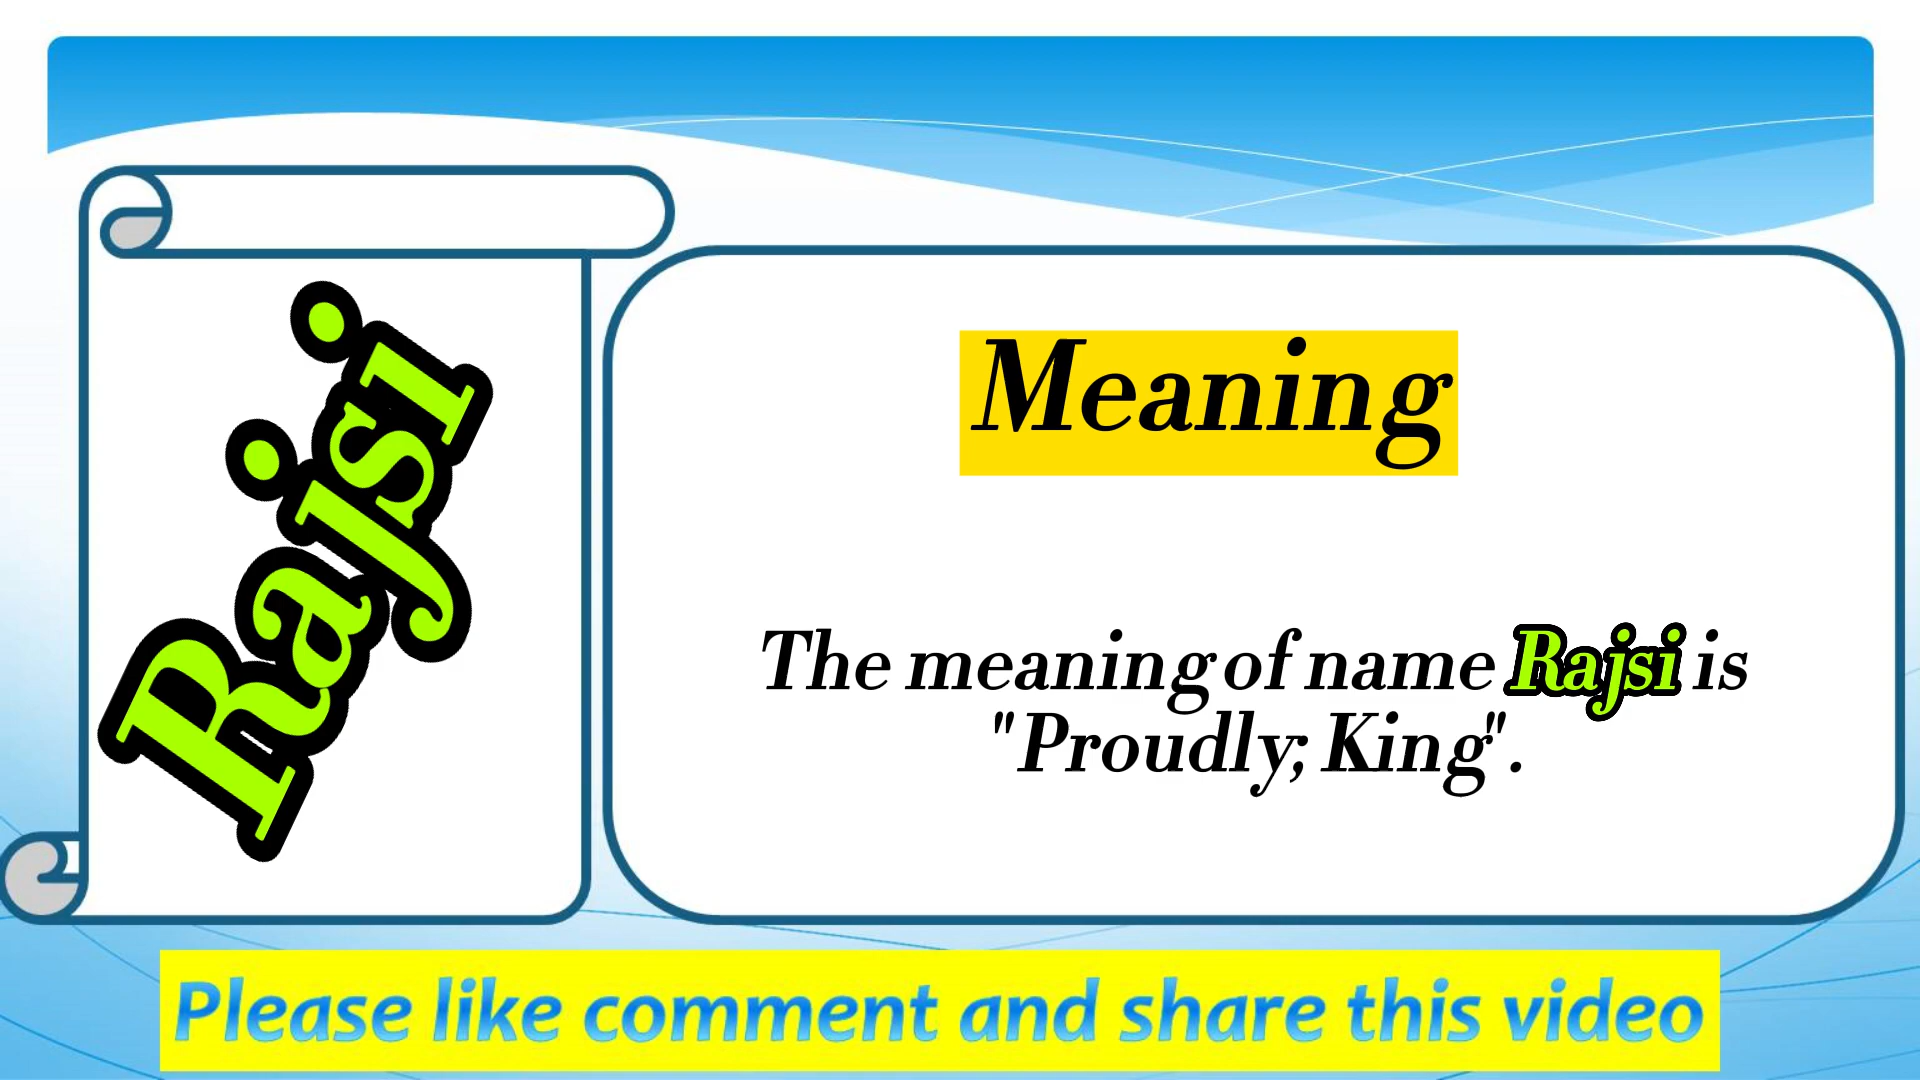 Rajsi
Meaning
The meaning of name Rajsi is
"Proudly; King".
Please like comment and share this video